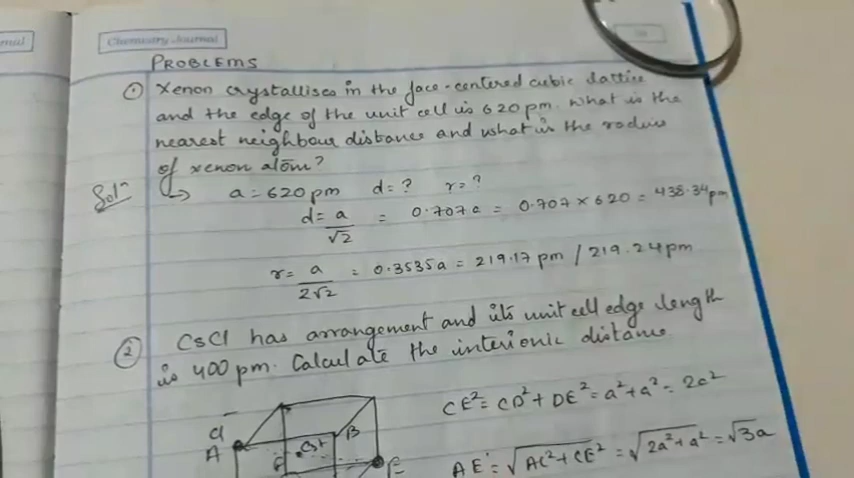 Chemistry Journal
PROBLEMS
① Xenon crystallises in the face-centered cubic lattice
and the edge of the unit cell is 620 pm. What is the
nearest neighbour distance and what is the radius
of xenon atom?
Solⁿ → a = 620 pm d = ? r = ?
d = a/√2 = 0.707a = 0.707 × 620 = 438.34 pm
r = a/2√2 = 0.3535a = 219.17 pm / 219.24 pm
② CsCl has arrangement and its unit cell edge length
is 400 pm. Calculate the interionic distance
CE² = CD² + DE² = a² + a² = 2a²
Cl
A B
Cs+
E
AE = √AC² + CE² = √2a² + a² = √3a